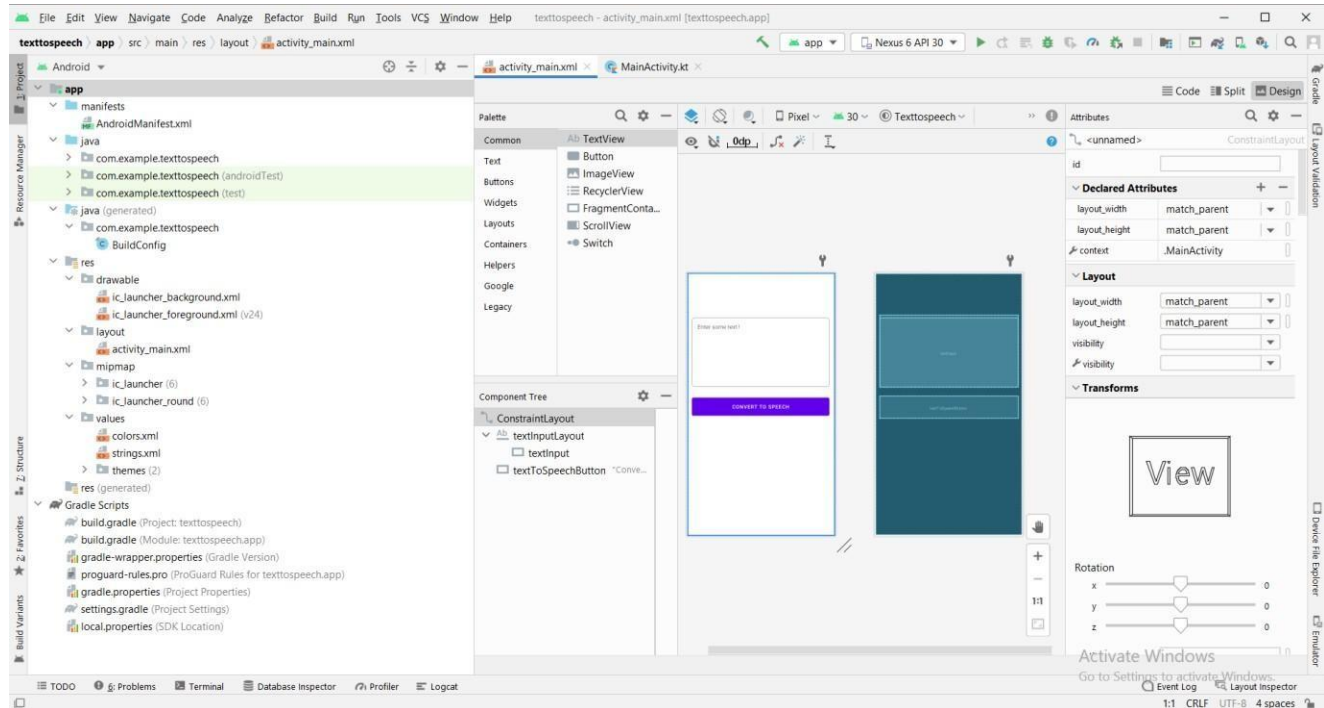 File Edit View Navigate Code Analyze Refactor Build Run Tools VCS Window Help texttospeech - activity_main.xml [texttospeech.app]
texttospeech app src main res layout activity_main.xml
app Nexus 6 API 30
Android
activity_main.xml MainActivity.kt
Code Split Design
1: Project
Resource Manager
Z: Structure
2: Favorites
Build Variants
app
manifests
AndroidManifest.xml
java
com.example.texttospeech
com.example.texttospeech (androidTest)
com.example.texttospeech (test)
java (generated)
com.example.texttospeech
BuildConfig
res
drawable
ic_launcher_background.xml
ic_launcher_foreground.xml (v24)
layout
activity_main.xml
mipmap
ic_launcher (6)
ic_launcher_round (6)
values
colors.xml
strings.xml
themes (2)
res (generated)
Gradle Scripts
build.gradle (Project: texttospeech)
build.gradle (Module: texttospeech.app)
gradle-wrapper.properties (Gradle Version)
proguard-rules.pro (ProGuard Rules for texttospeech.app)
gradle.properties (Project Properties)
settings.gradle (Project Settings)
local.properties (SDK Location)
Palette
Common
Text
Buttons
Widgets
Layouts
Containers
Helpers
Google
Legacy
Ab TextView
Button
ImageView
RecyclerView
FragmentConta...
ScrollView
Switch
Component Tree
ConstraintLayout
Ab textInputLayout
textInput
textToSpeechButton "Conve...
Pixel 30 Texttospeech
0dp
Enter some text!
CONVERT TO SPEECH
1:1
Attributes
<unnamed> ConstraintLayout
id
Declared Attributes
layout_width match_parent
layout_height match_parent
context .MainActivity
Layout
layout_width match_parent
layout_height match_parent
visibility
visibility
Transforms
View
Rotation
x 0
y 0
z 0
Activate Windows
Go to Settings to activate Windows.
Gradle
Layout Validation
Device File Explorer
Emulator
TODO 6: Problems Terminal Database Inspector Profiler Logcat
Event Log Layout Inspector
1:1 CRLF UTF-8 4 spaces